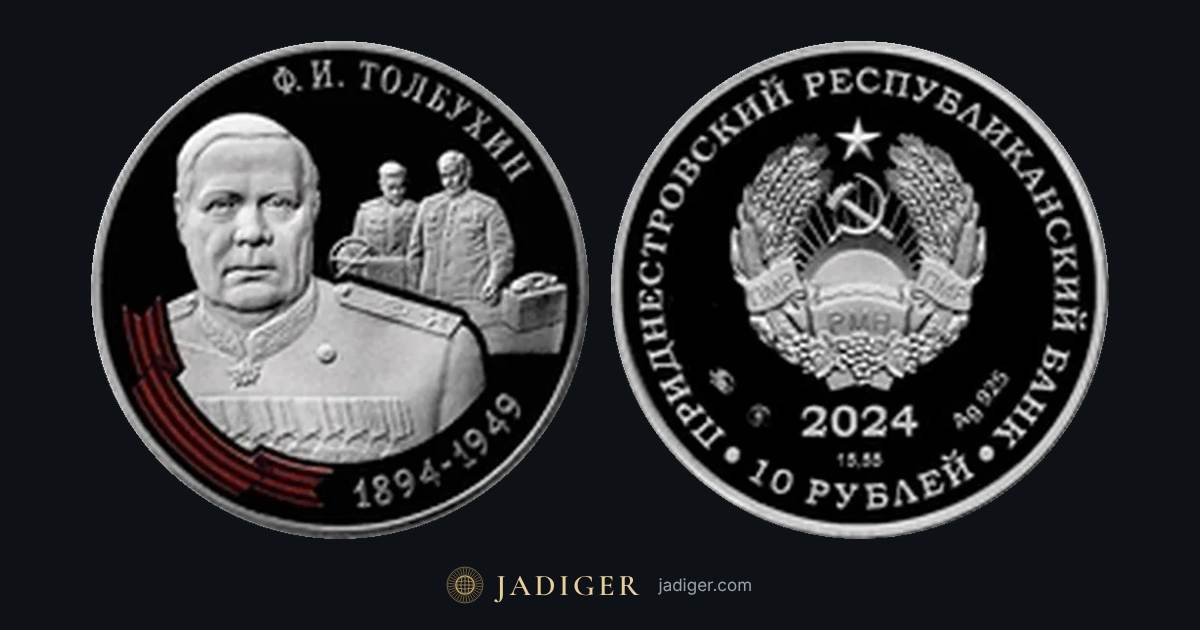 Ф. И. ТОЛБУХИН
1894-1949
ПРИДНЕСТРОВСКИЙ РЕСПУБЛИКАНСКИЙ БАНК
ПМР
ПМР
РМН
Ag 925
2024
15,55
10 РУБЛЕЙ
JADIGER jadiger.com